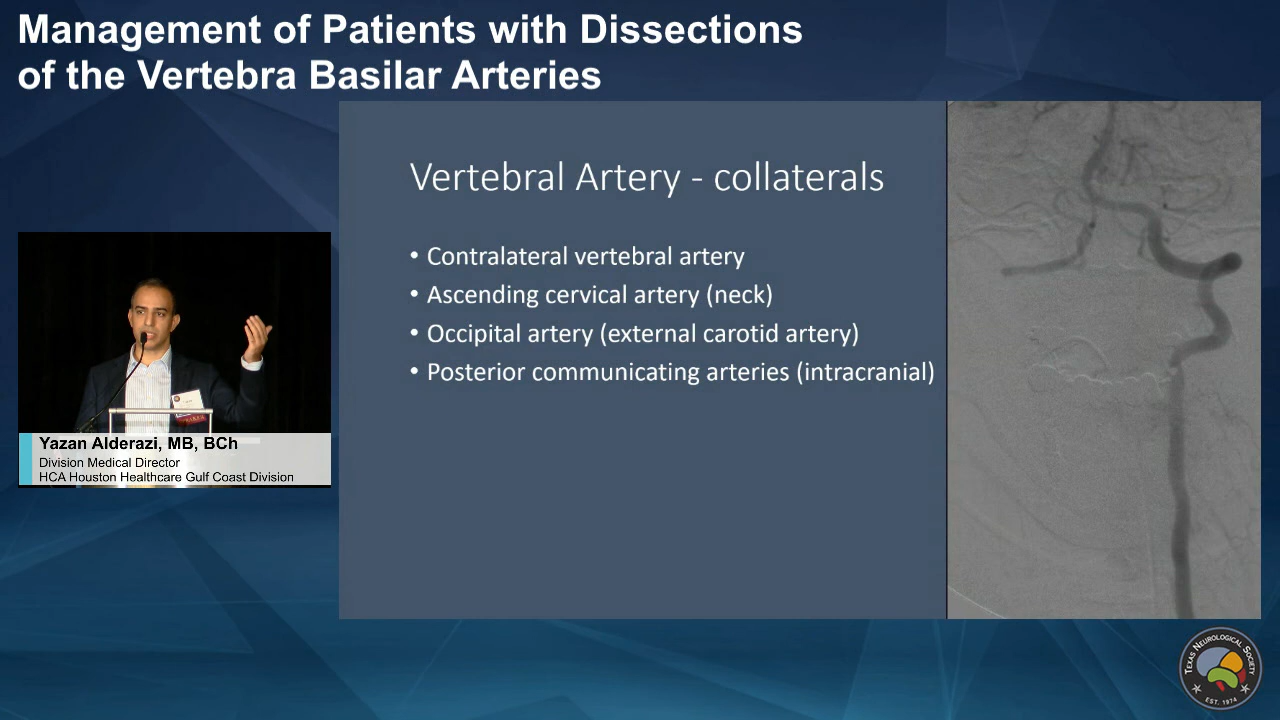 Management of Patients with Dissections
of the Vertebra Basilar Arteries
Vertebral Artery - collaterals
• Contralateral vertebral artery
• Ascending cervical artery (neck)
• Occipital artery (external carotid artery)
• Posterior communicating arteries (intracranial)
Yazan Alderazi, MB, BCh
Division Medical Director
HCA Houston Healthcare Gulf Coast Division
TEXAS NEUROLOGICAL SOCIETY
EST. 1974